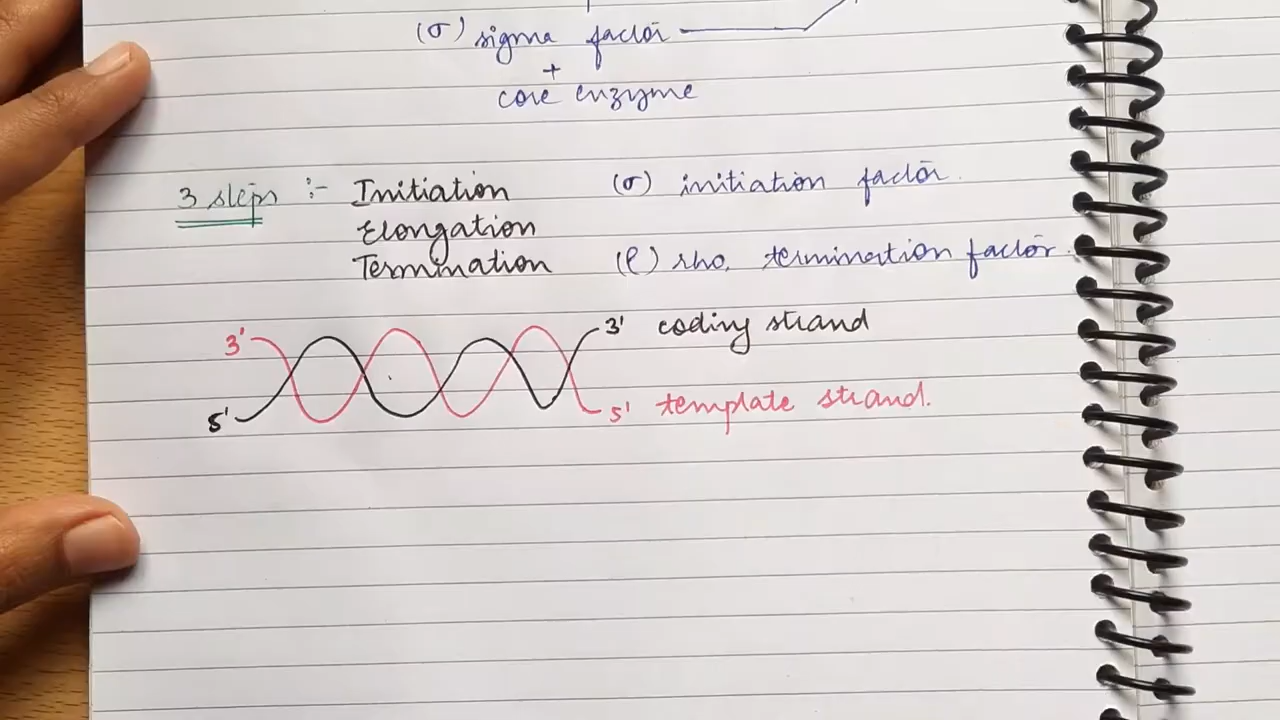 (σ) sigma factor
+
core enzyme
3 steps :- Initiation (σ) initiation factor.
Elongation
Termination (ρ) rho, termination factor.
3' 3' coding strand
5' 5' template strand.